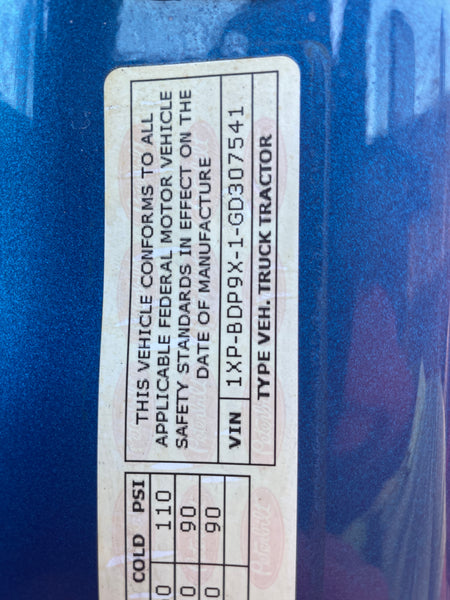 THIS VEHICLE CONFORMS TO ALL
APPLICABLE FEDERAL MOTOR VEHICLE
SAFETY STANDARDS IN EFFECT ON THE
DATE OF MANUFACTURE
VIN 1XP-BDP9X-1-GD307541
TYPE VEH. TRUCK TRACTOR
COLD PSI
110
90
90
Peterbilt